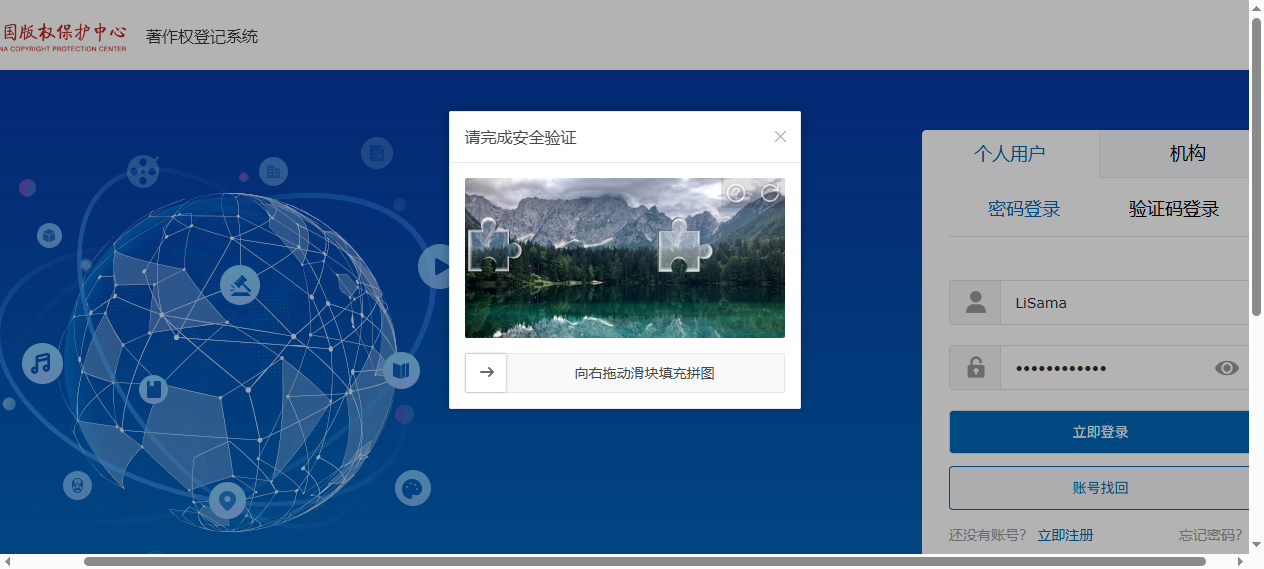 国版权保护中心
NA COPYRIGHT PROTECTION CENTER
著作权登记系统
请完成安全验证
向右拖动滑块填充拼图
个人用户
机构
密码登录
验证码登录
LiSama
立即登录
账号找回
还没有账号？ 立即注册
忘记密码？